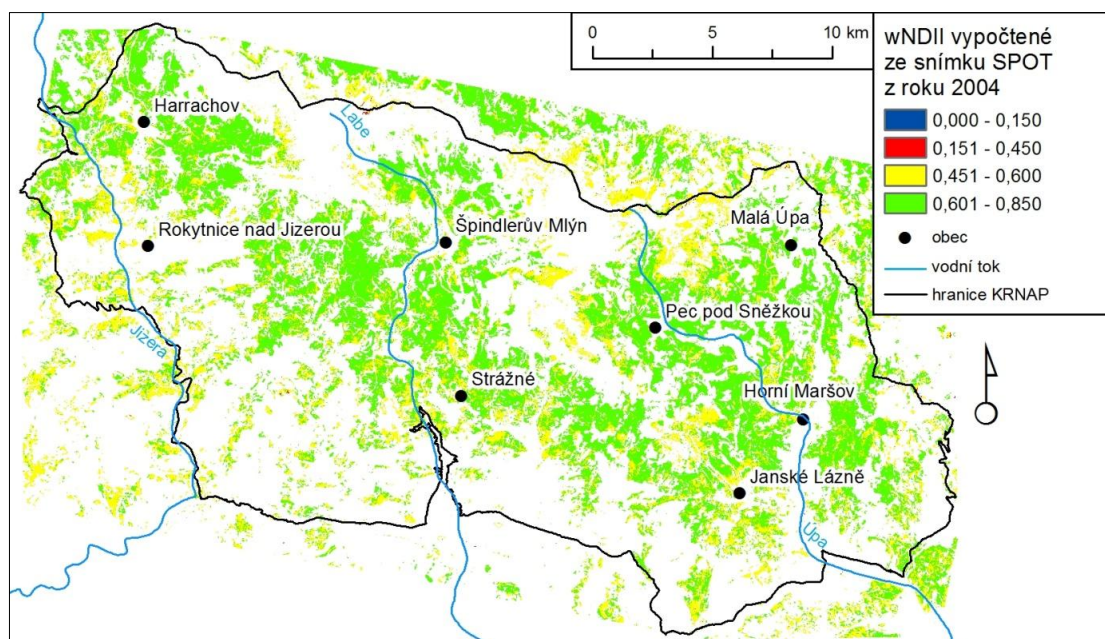 0 5 10 km
wNDII vypočtené
ze snímku SPOT
z roku 2004
0,000 - 0,150
0,151 - 0,450
0,451 - 0,600
0,601 - 0,850
obec
vodní tok
hranice KRNAP
Harrachov
Labe
Rokytnice nad Jizerou
Špindlerův Mlýn
Malá Úpa
Pec pod Sněžkou
Jizera
Strážné
Horní Maršov
Janské Lázně
Úpa